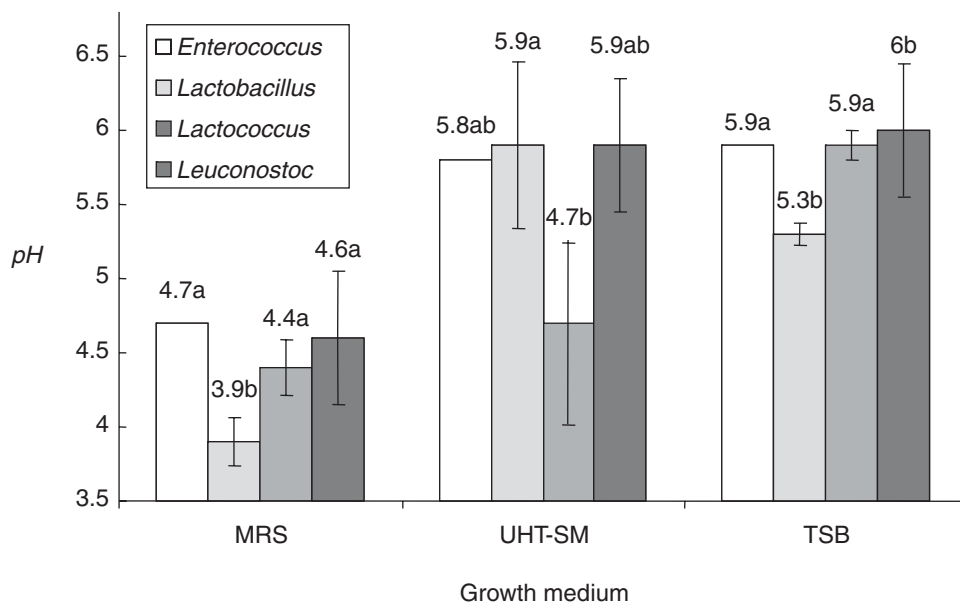 6.5
6
5.5
5
4.5
4
3.5
pH
Enterococcus
Lactobacillus
Lactococcus
Leuconostoc
4.7a
3.9b
4.4a
4.6a
5.8ab
5.9a
4.7b
5.9ab
5.9a
5.3b
5.9a
6b
MRS
UHT-SM
TSB
Growth medium